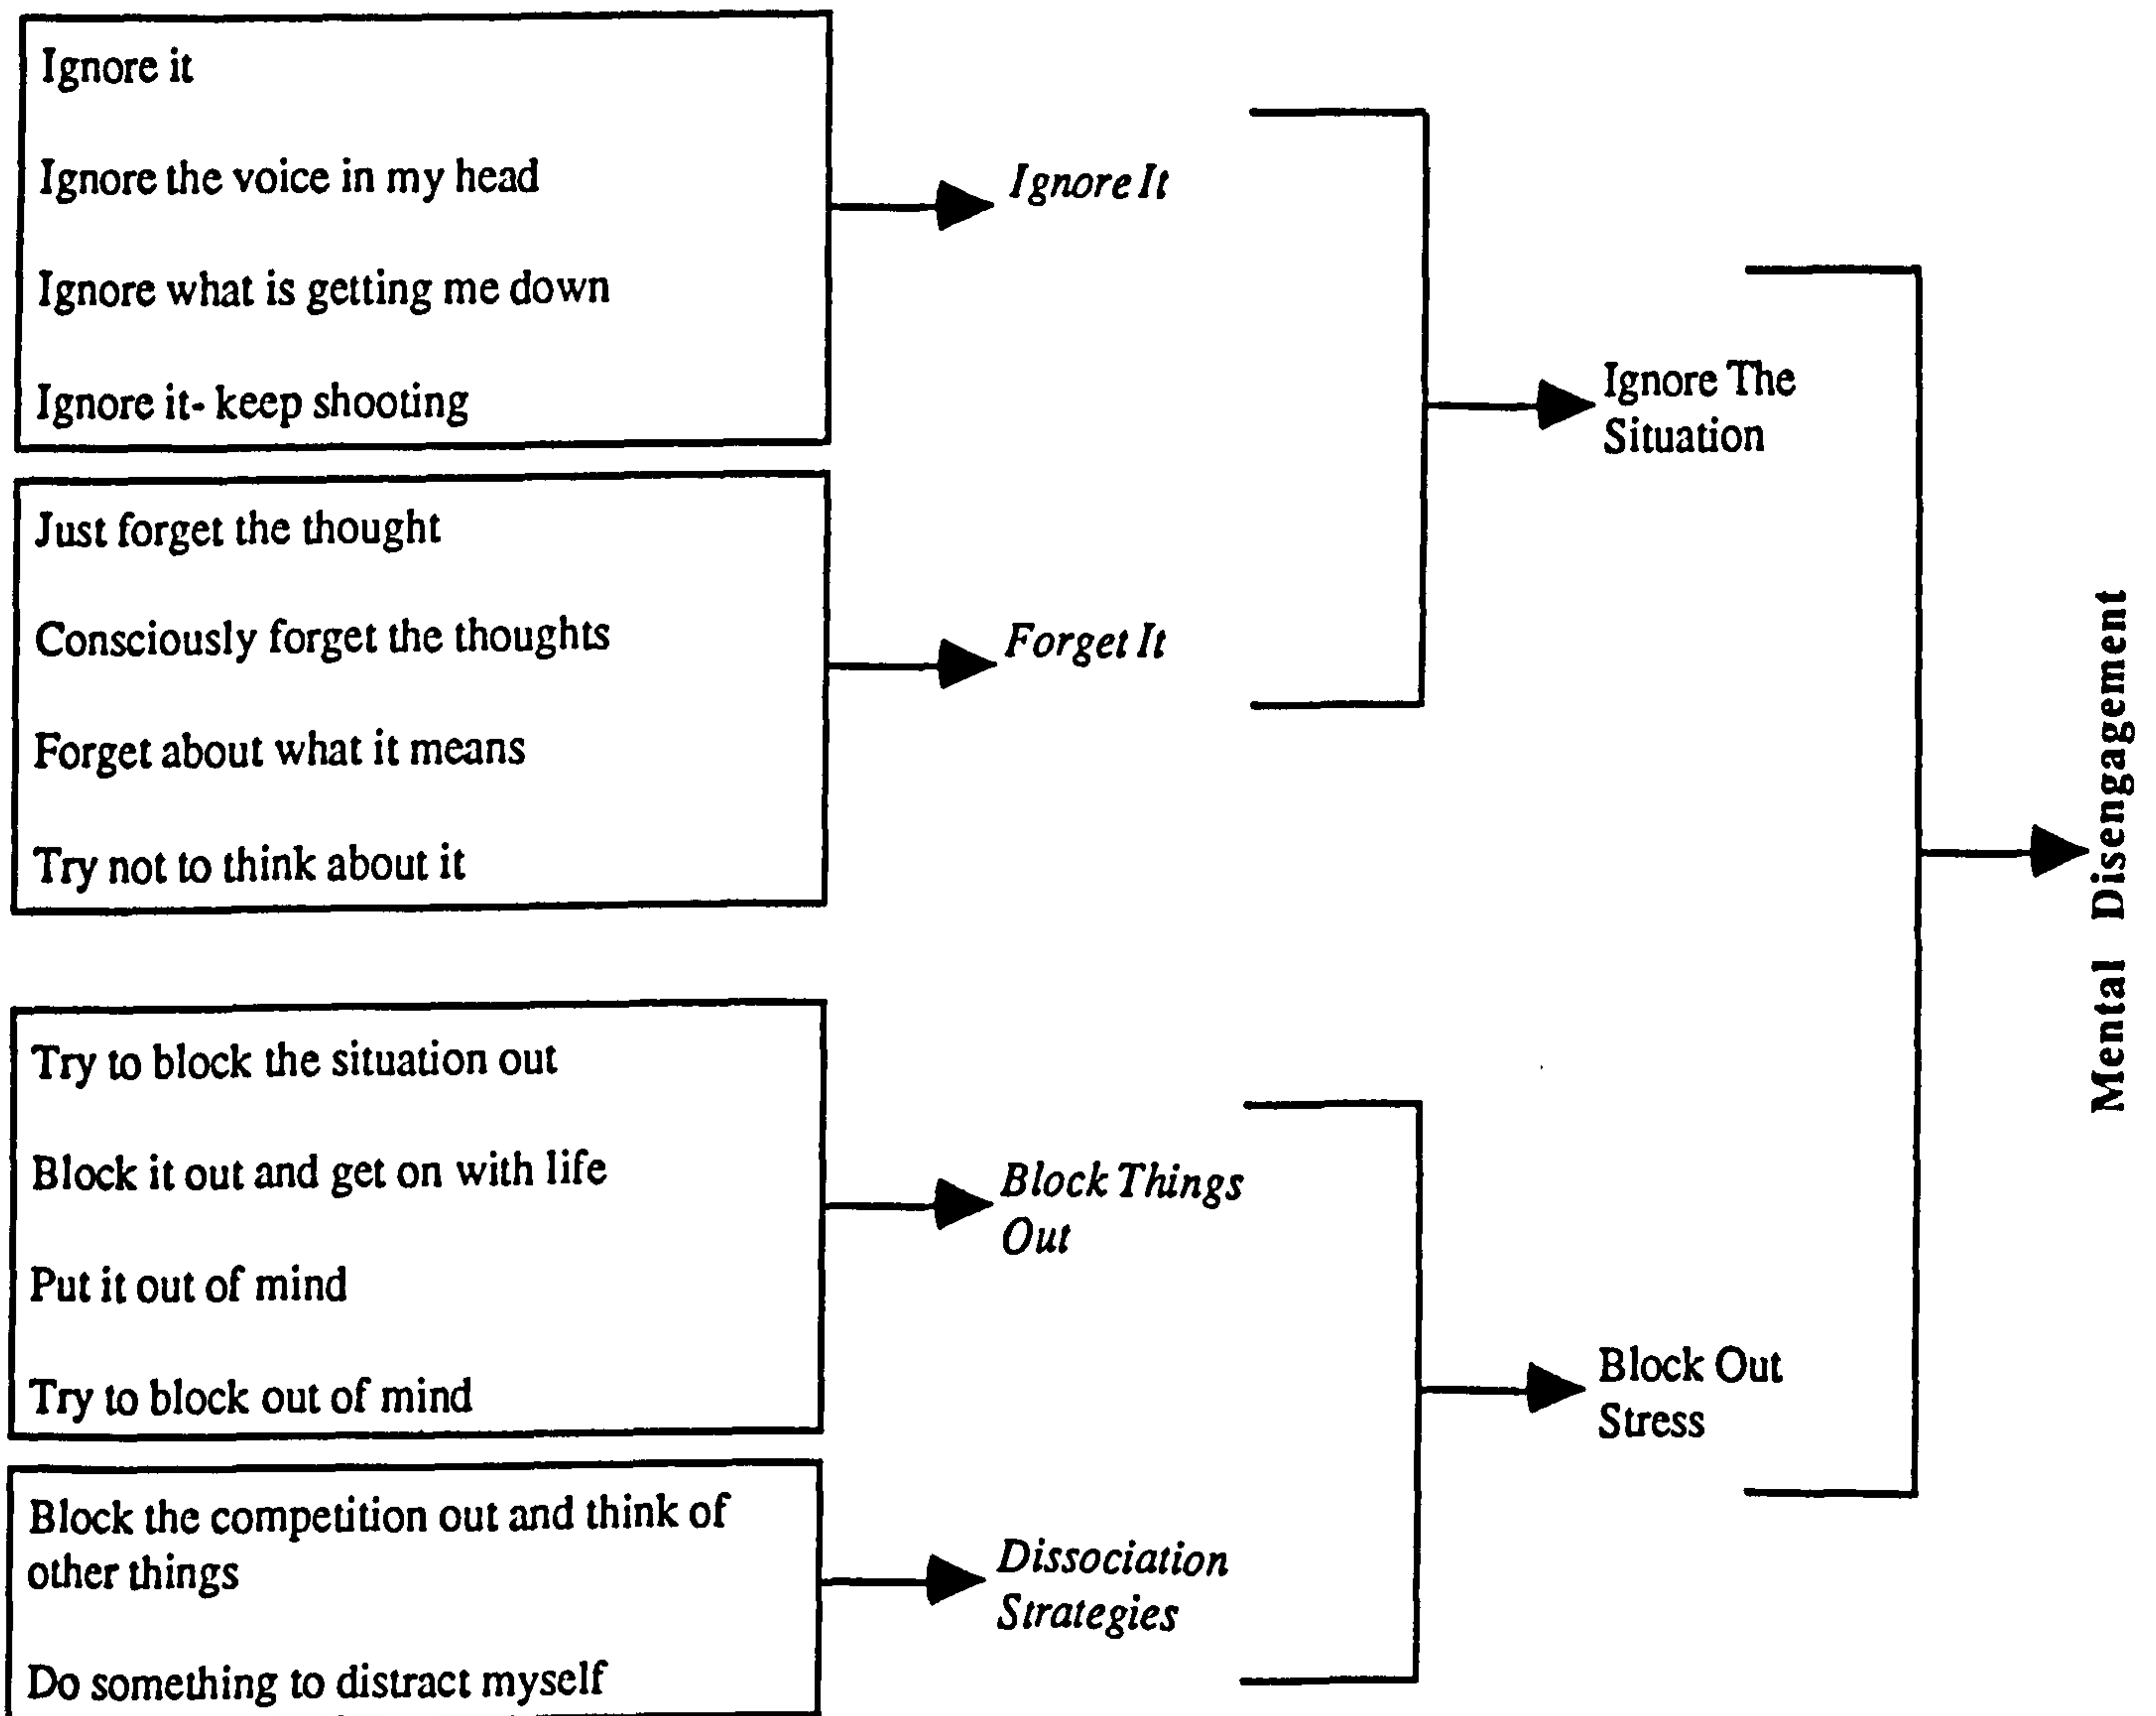 Ignore it
Ignore the voice in my head
Ignore what is getting me down
Ignore it- keep shooting
Ignore It
Just forget the thought
Consciously forget the thoughts
Forget about what it means
Try not to think about it
Forget It
Ignore The
Situation
Try to block the situation out
Block it out and get on with life
Put it out of mind
Try to block out of mind
Block Things
Out
Block the competition out and think of
other things
Do something to distract myself
Dissociation
Strategies
Block Out
Stress
Mental Disengagement